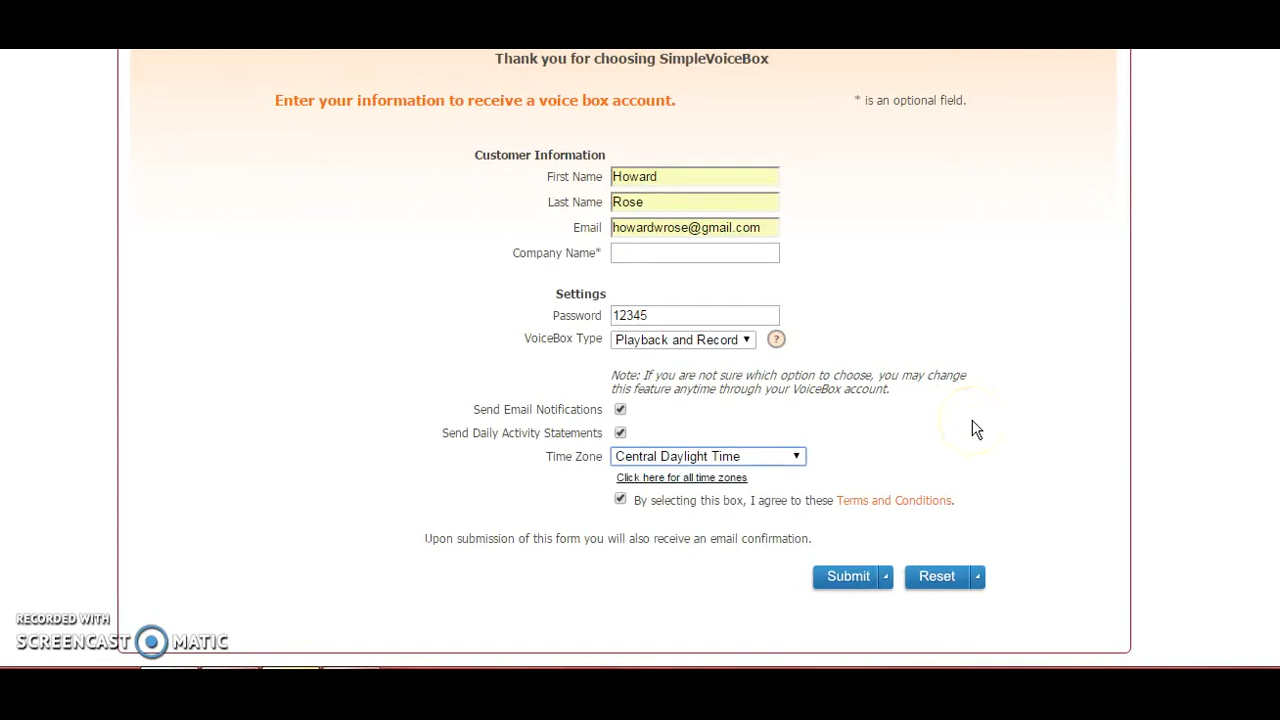 Thank you for choosing SimpleVoiceBox
Enter your information to receive a voice box account.
* is an optional field.
Customer Information
First Name Howard
Last Name Rose
Email howardwrose@gmail.com
Company Name*
Settings
Password 12345
VoiceBox Type Playback and Record ?
Note: If you are not sure which option to choose, you may change
this feature anytime through your VoiceBox account.
Send Email Notifications
Send Daily Activity Statements
Time Zone Central Daylight Time
Click here for all time zones
By selecting this box, I agree to these Terms and Conditions.
Upon submission of this form you will also receive an email confirmation.
Submit Reset
RECORDED WITH
SCREENCAST MATIC